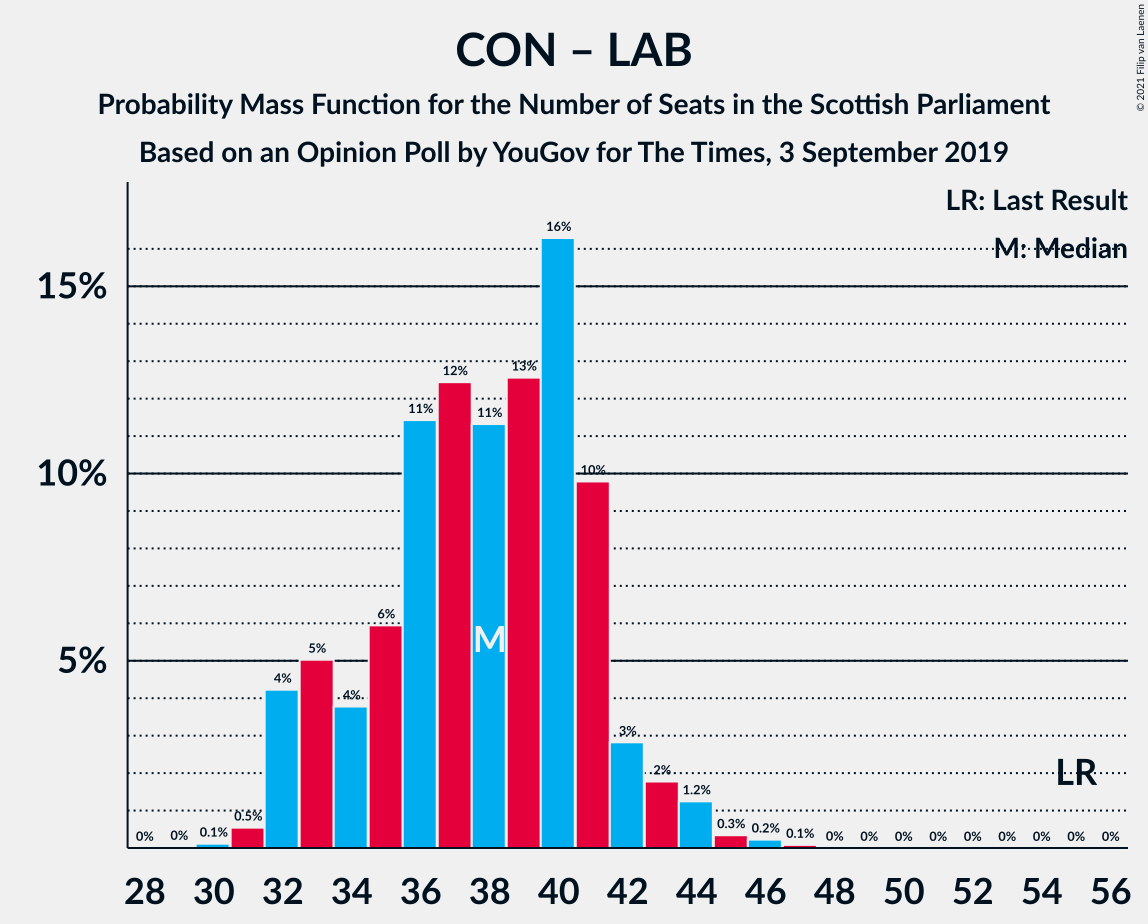 CON – LAB
Probability Mass Function for the Number of Seats in the Scottish Parliament
Based on an Opinion Poll by YouGov for The Times, 3 September 2019
© 2021 Filip van Laenen
LR: Last Result
M: Median
15%
10%
5%
0% 0% 0.1% 0.5% 4% 5% 4% 6% 11% 12% 11% 13% 16% 10% 3% 2% 1.2% 0.3% 0.2% 0.1% 0% 0% 0% 0% 0% 0% 0% 0% 0%
M
LR
28 30 32 34 36 38 40 42 44 46 48 50 52 54 56